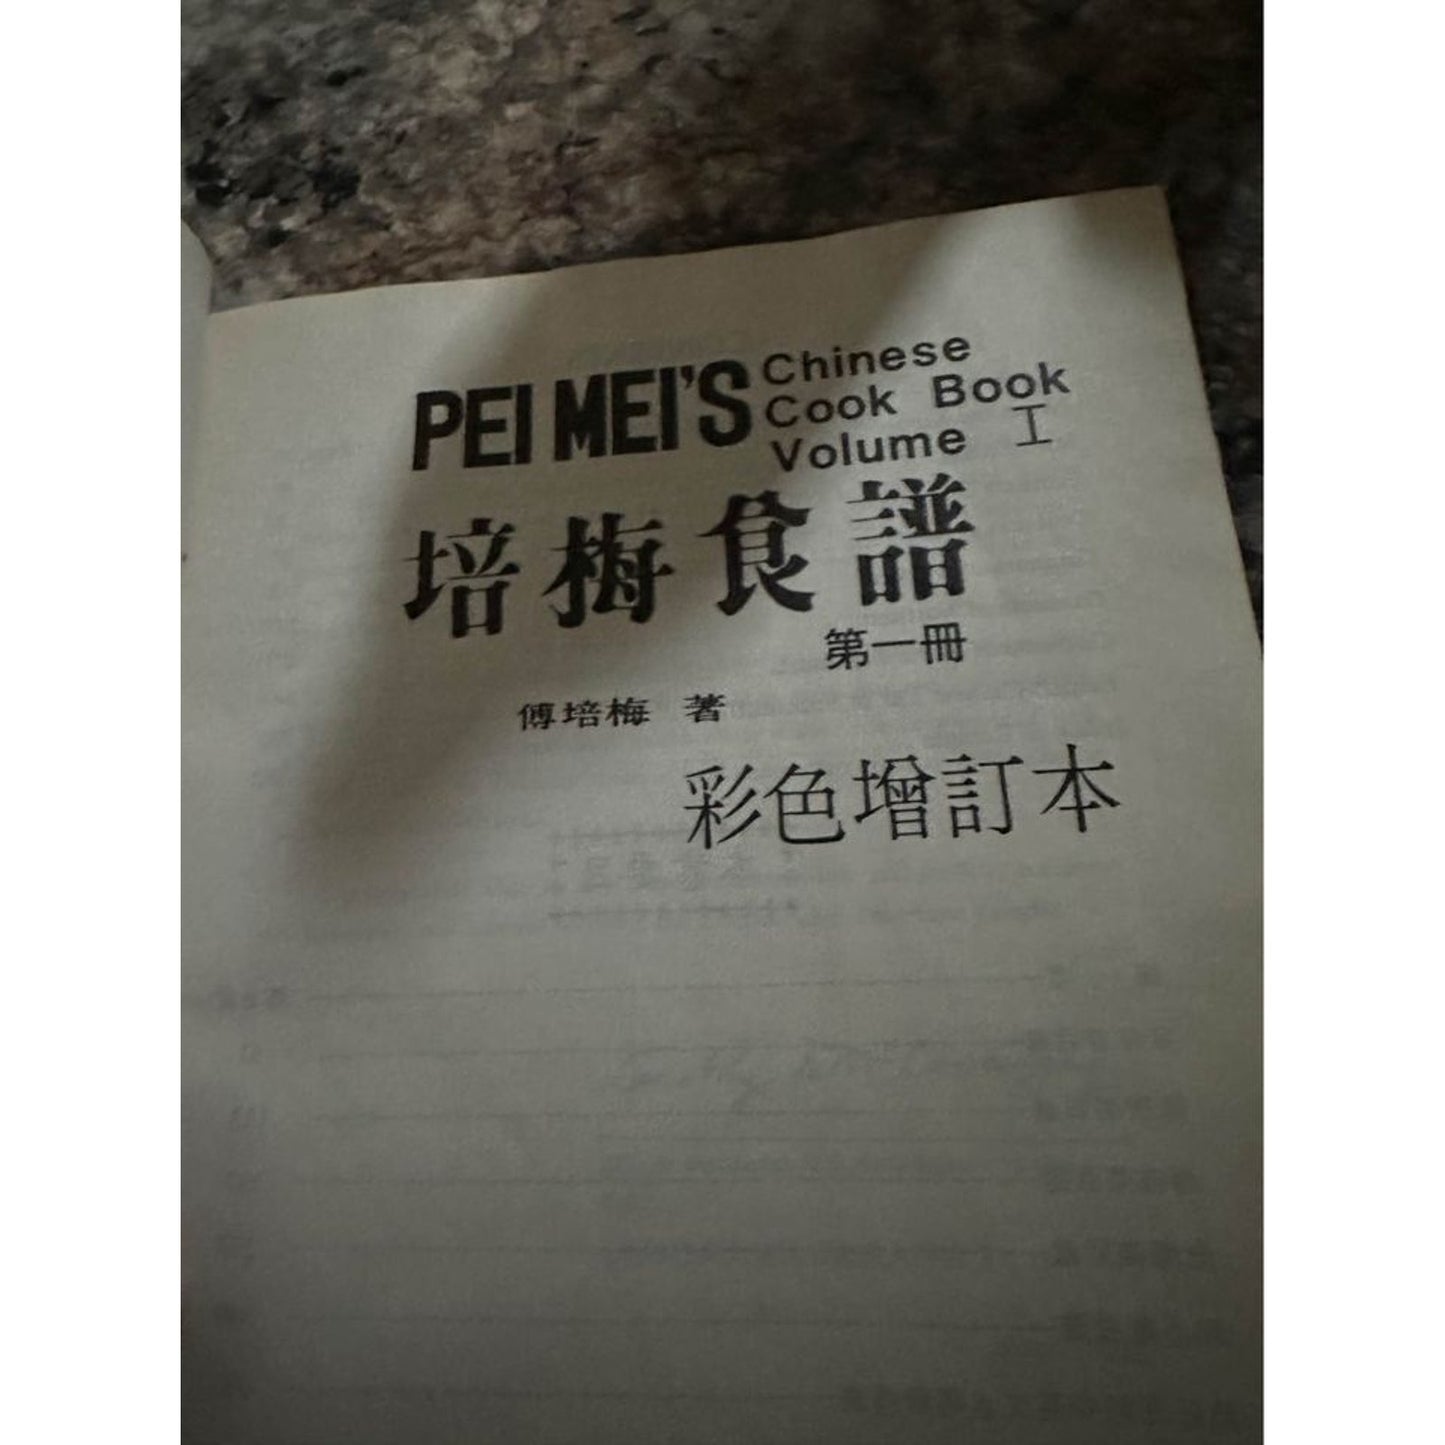 PEI MEI'S Chinese
Cook Book
Volume I
培梅食譜
第一冊
傅培梅 著
彩色增訂本